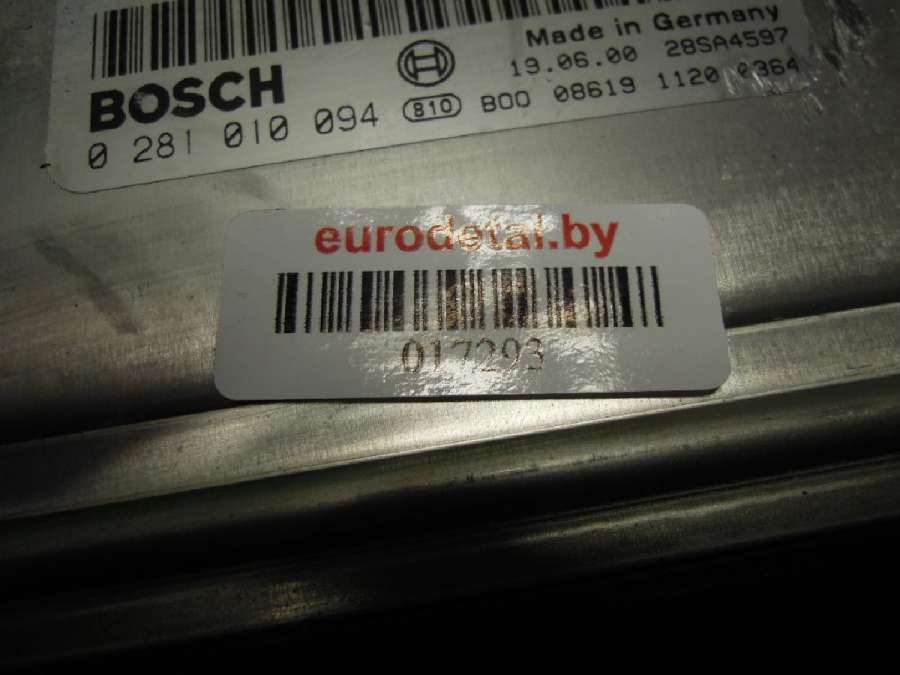 Made in Germany
BOSCH 19.06.00 28SA4597
0 281 010 094 810 B00 08619 1120 0364
eurodetal.by
017293